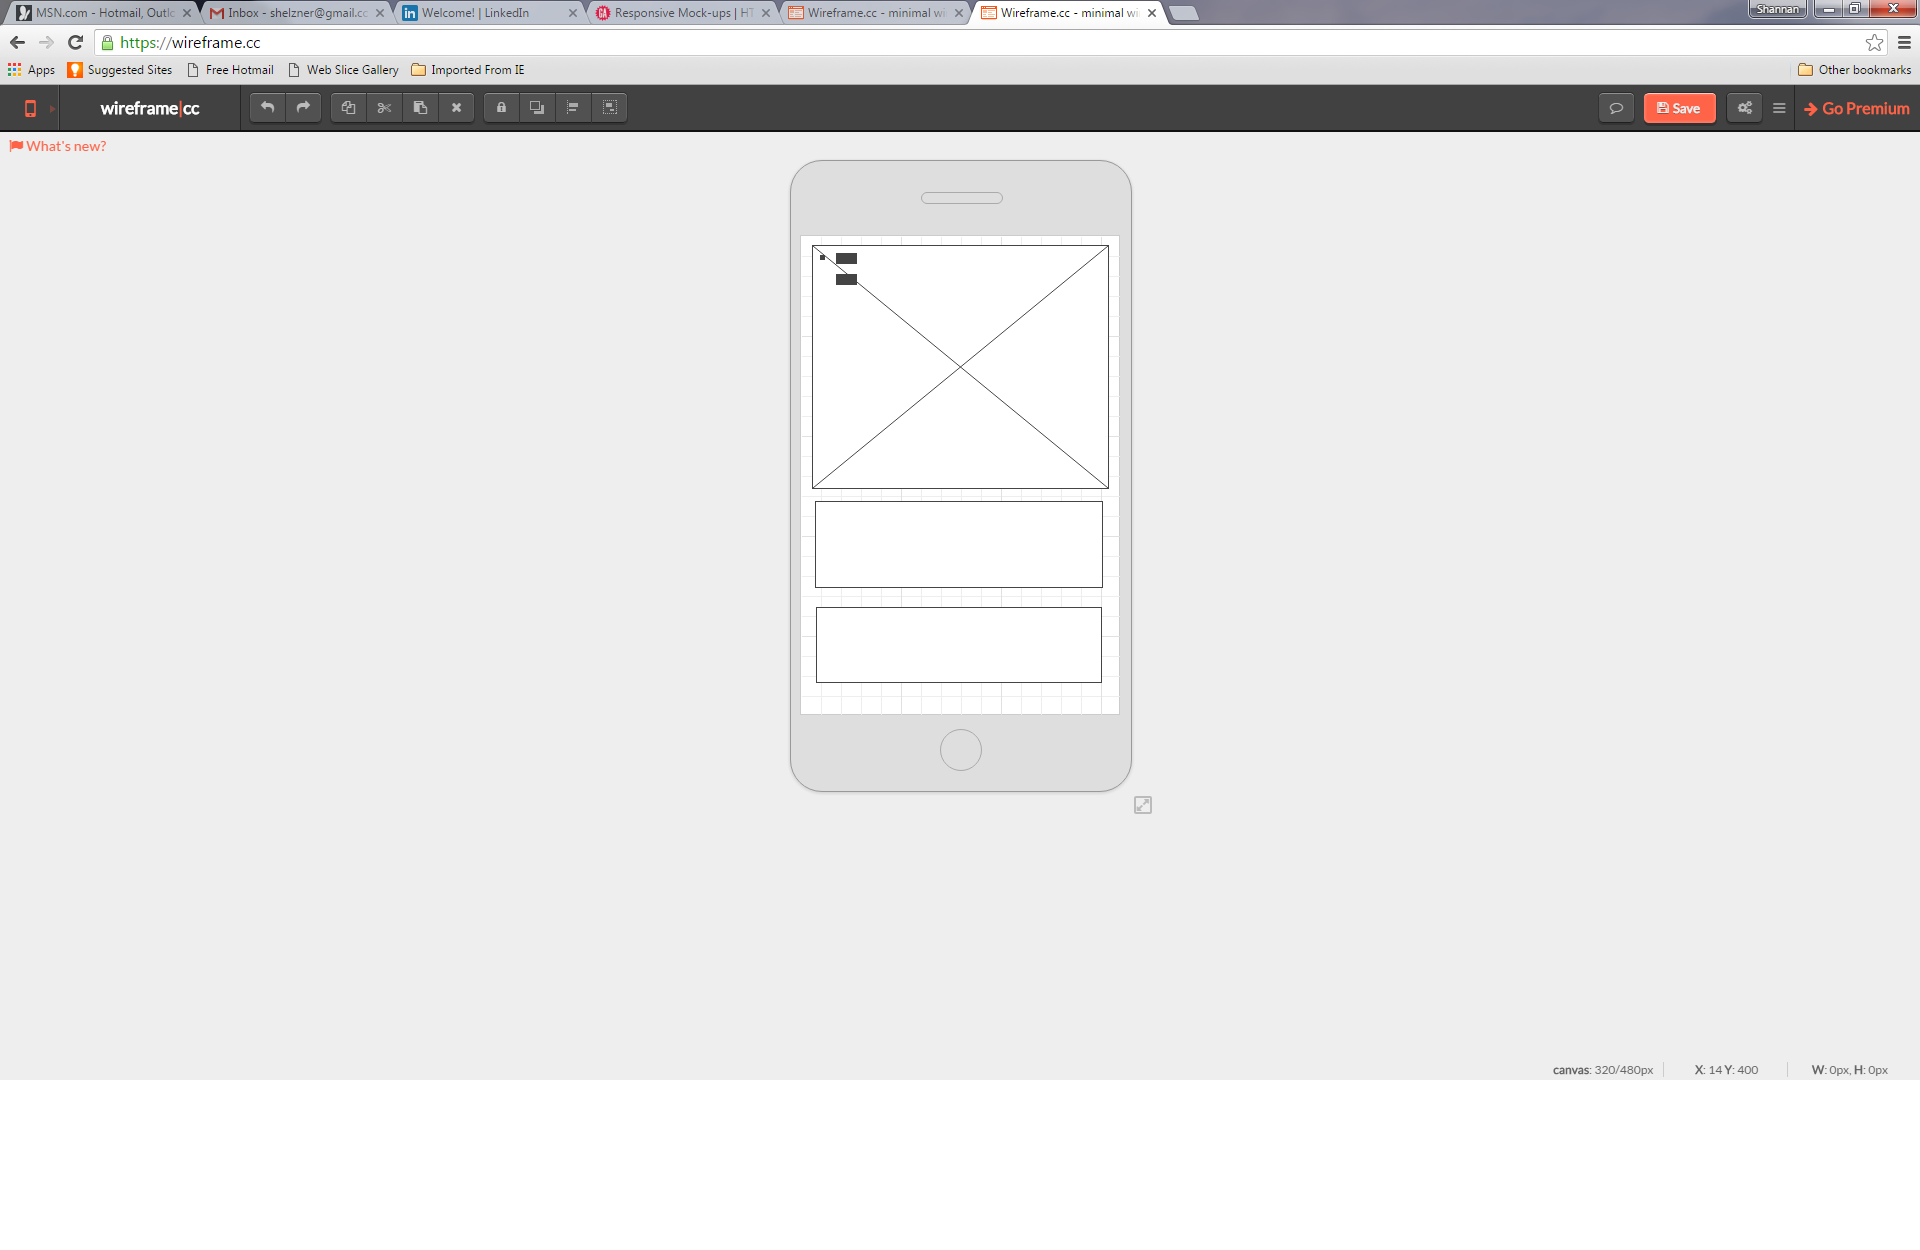 MSN.com - Hotmail, Outlo
Inbox - shelzner@gmail.cc
Welcome! | LinkedIn
Responsive Mock-ups | HT
Wireframe.cc - minimal wi
Wireframe.cc - minimal wi
Shannan
https://wireframe.cc
Apps
Suggested Sites
Free Hotmail
Web Slice Gallery
Imported From IE
Other bookmarks
wireframe|cc
Save
Go Premium
What's new?
canvas: 320/480px
X: 14 Y: 400
W: 0px, H: 0px